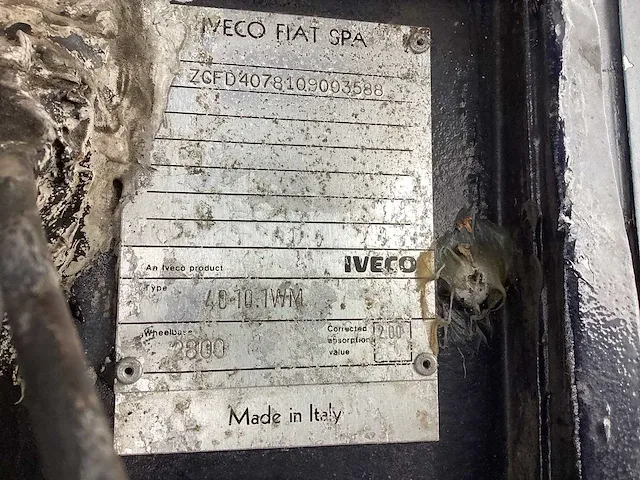 IVECO FIAT SPA
ZCFD4078109003588
An Iveco product IVECO
Type 40-10.1WM
Wheelbase 2800 Corrected absorption value 2.00
Made in Italy